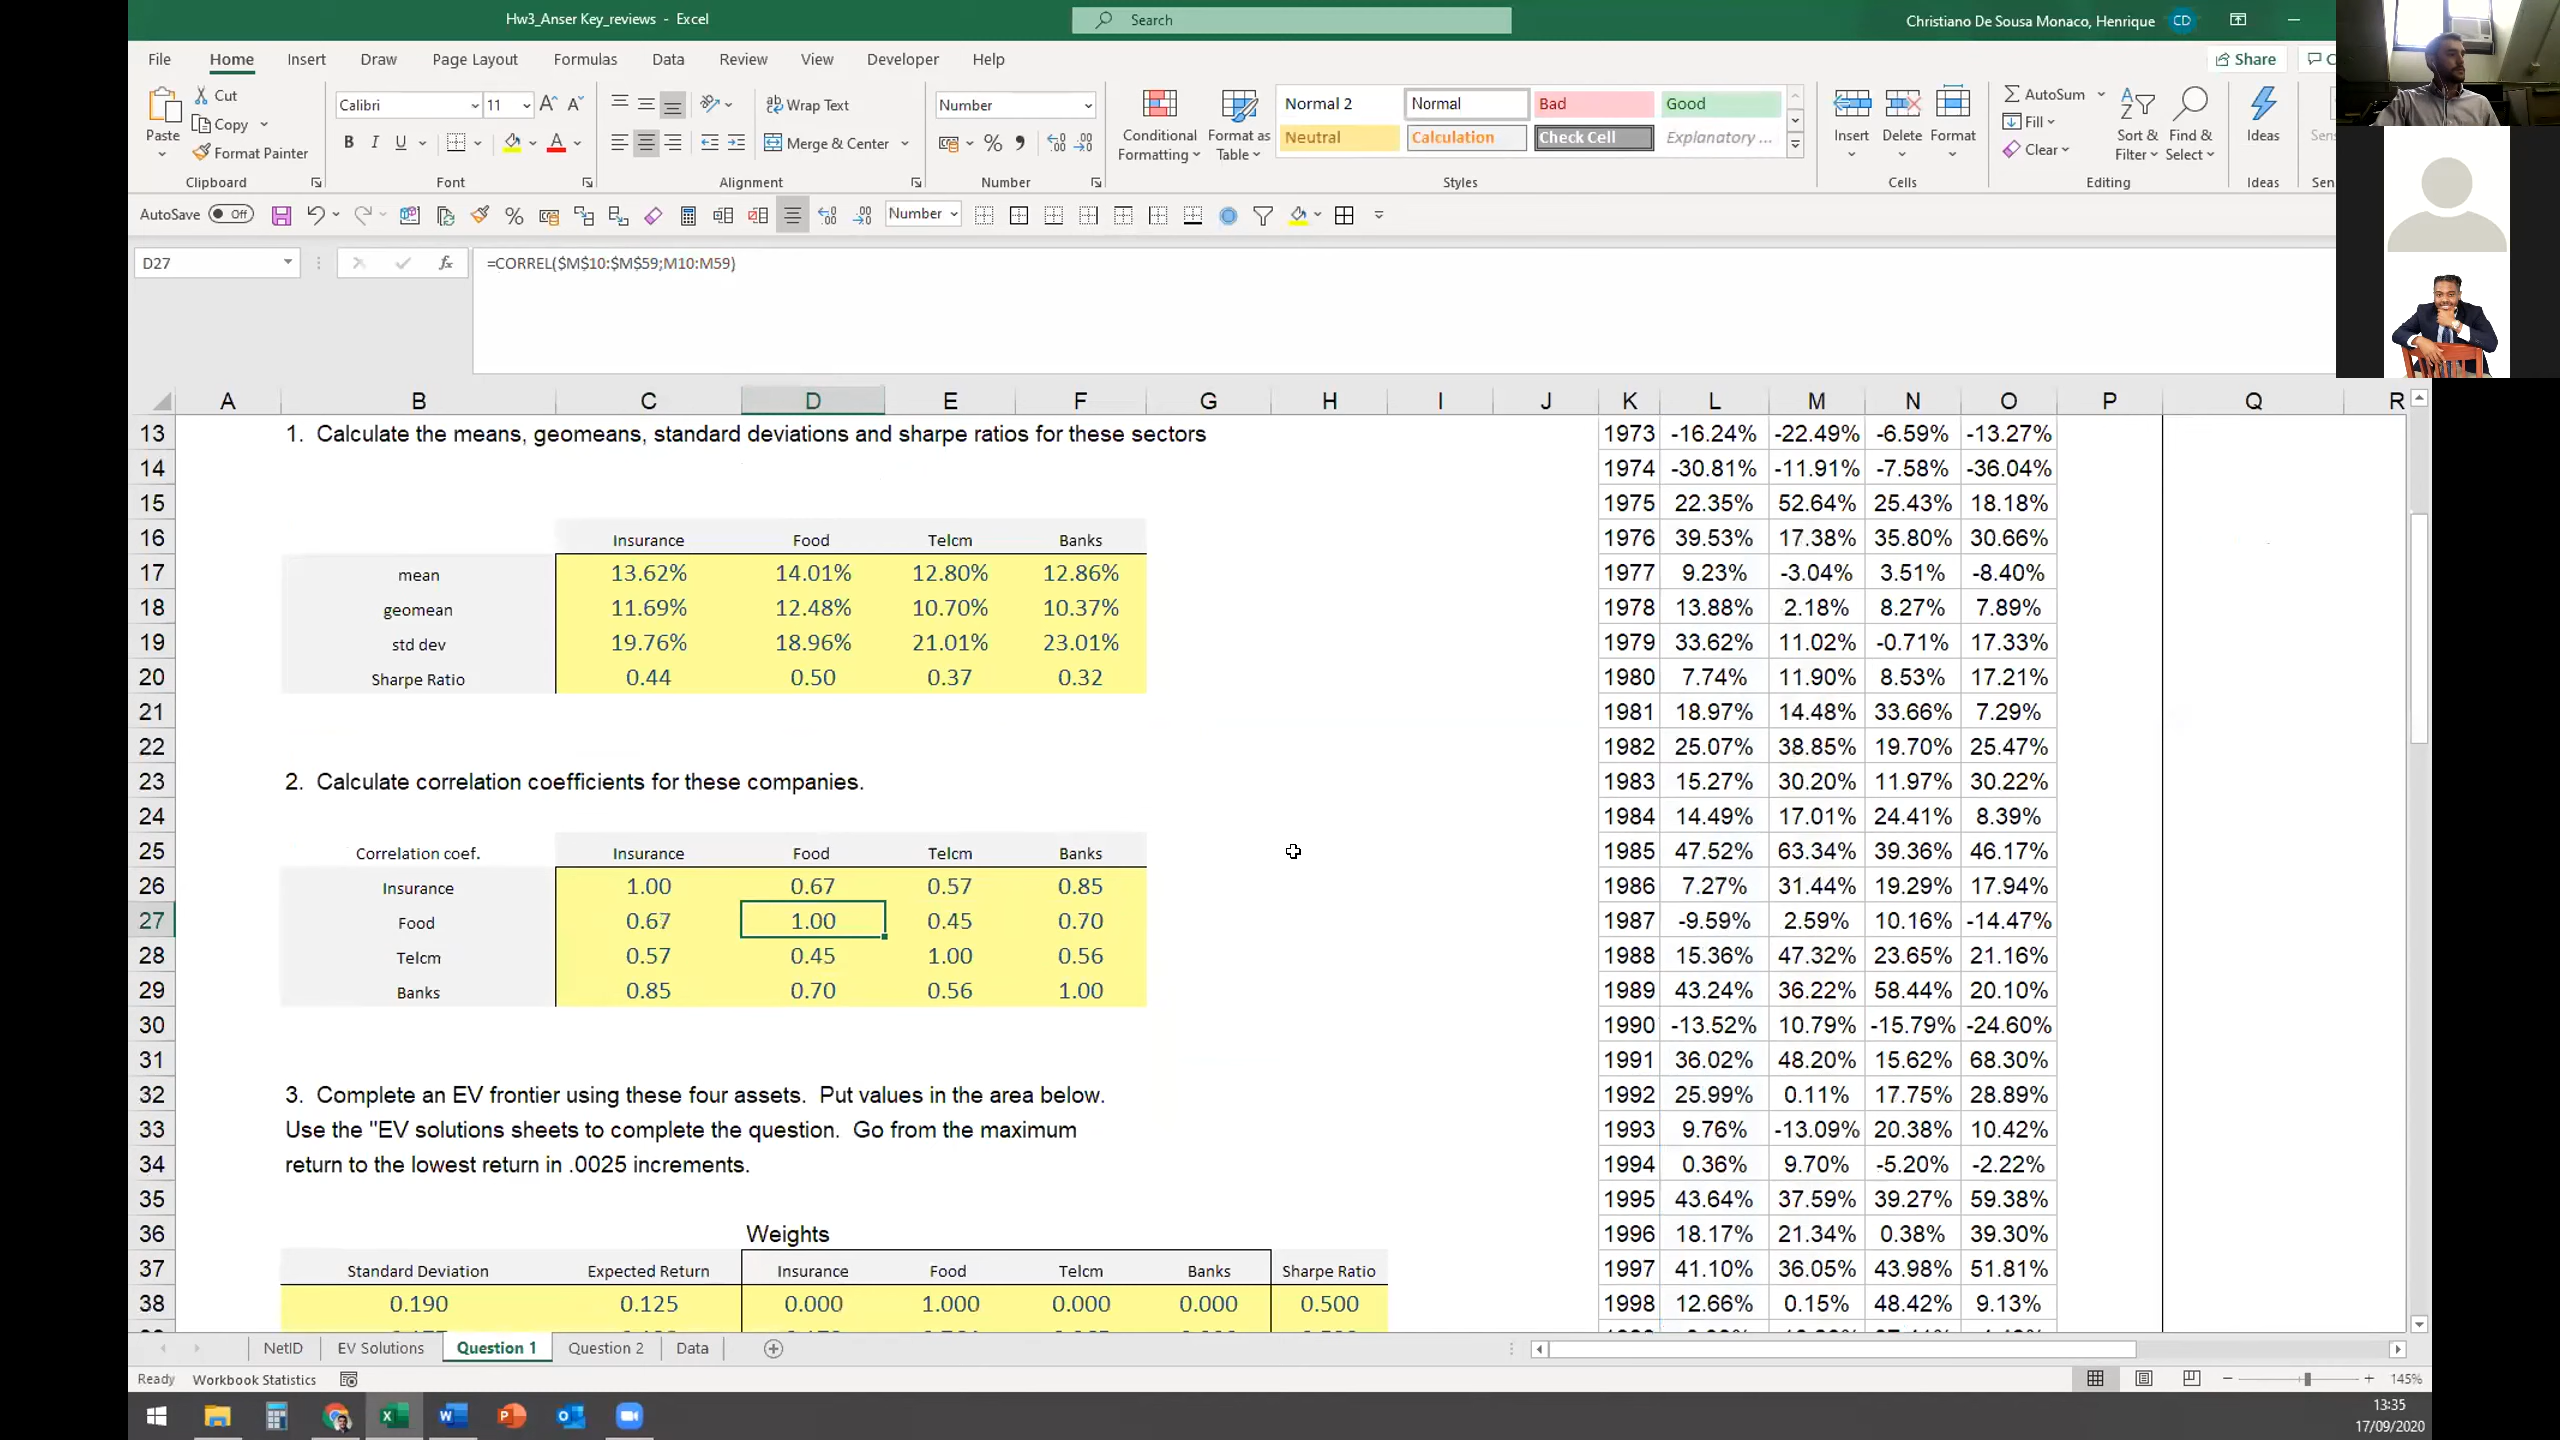 Hw3_Anser Key_reviews - Excel
Search
Christiano De Sousa Monaco, Henrique CD
File Home Insert Draw Page Layout Formulas Data Review View Developer Help
Share
Paste
Cut
Copy
Format Painter
Clipboard
Calibri 11
Font
Wrap Text
Merge & Center
Alignment
Number
Number
Conditional Formatting
Format as Table
Normal 2 Normal Bad Good
Neutral Calculation Check Cell Explanatory ...
Styles
Insert Delete Format
Cells
AutoSum
Fill
Clear
Sort & Filter
Find & Select
Editing
Ideas
Ideas
AutoSave Off
Number
D27 fx =CORREL($M$10:$M$59;M10:M59)
A B C D E F G H I J K L M N O P Q R
13 1. Calculate the means, geomeans, standard deviations and sharpe ratios for these sectors 1973 -16.24% -22.49% -6.59% -13.27%
14 1974 -30.81% -11.91% -7.58% -36.04%
15 1975 22.35% 52.64% 25.43% 18.18%
16 Insurance Food Telcm Banks 1976 39.53% 17.38% 35.80% 30.66%
17 mean 13.62% 14.01% 12.80% 12.86% 1977 9.23% -3.04% 3.51% -8.40%
18 geomean 11.69% 12.48% 10.70% 10.37% 1978 13.88% 2.18% 8.27% 7.89%
19 std dev 19.76% 18.96% 21.01% 23.01% 1979 33.62% 11.02% -0.71% 17.33%
20 Sharpe Ratio 0.44 0.50 0.37 0.32 1980 7.74% 11.90% 8.53% 17.21%
21 1981 18.97% 14.48% 33.66% 7.29%
22 1982 25.07% 38.85% 19.70% 25.47%
23 2. Calculate correlation coefficients for these companies. 1983 15.27% 30.20% 11.97% 30.22%
24 1984 14.49% 17.01% 24.41% 8.39%
25 Correlation coef. Insurance Food Telcm Banks 1985 47.52% 63.34% 39.36% 46.17%
26 Insurance 1.00 0.67 0.57 0.85 1986 7.27% 31.44% 19.29% 17.94%
27 Food 0.67 1.00 0.45 0.70 1987 -9.59% 2.59% 10.16% -14.47%
28 Telcm 0.57 0.45 1.00 0.56 1988 15.36% 47.32% 23.65% 21.16%
29 Banks 0.85 0.70 0.56 1.00 1989 43.24% 36.22% 58.44% 20.10%
30 1990 -13.52% 10.79% -15.79% -24.60%
31 1991 36.02% 48.20% 15.62% 68.30%
32 3. Complete an EV frontier using these four assets. Put values in the area below. 1992 25.99% 0.11% 17.75% 28.89%
33 Use the "EV solutions sheets to complete the question. Go from the maximum 1993 9.76% -13.09% 20.38% 10.42%
34 return to the lowest return in .0025 increments. 1994 0.36% 9.70% -5.20% -2.22%
35 1995 43.64% 37.59% 39.27% 59.38%
36 Weights 1996 18.17% 21.34% 0.38% 39.30%
37 Standard Deviation Expected Return Insurance Food Telcm Banks Sharpe Ratio 1997 41.10% 36.05% 43.98% 51.81%
38 0.190 0.125 0.000 1.000 0.000 0.000 0.500 1998 12.66% 0.15% 48.42% 9.13%
NetID EV Solutions Question 1 Question 2 Data
Ready Workbook Statistics 145%
13:35
17/09/2020